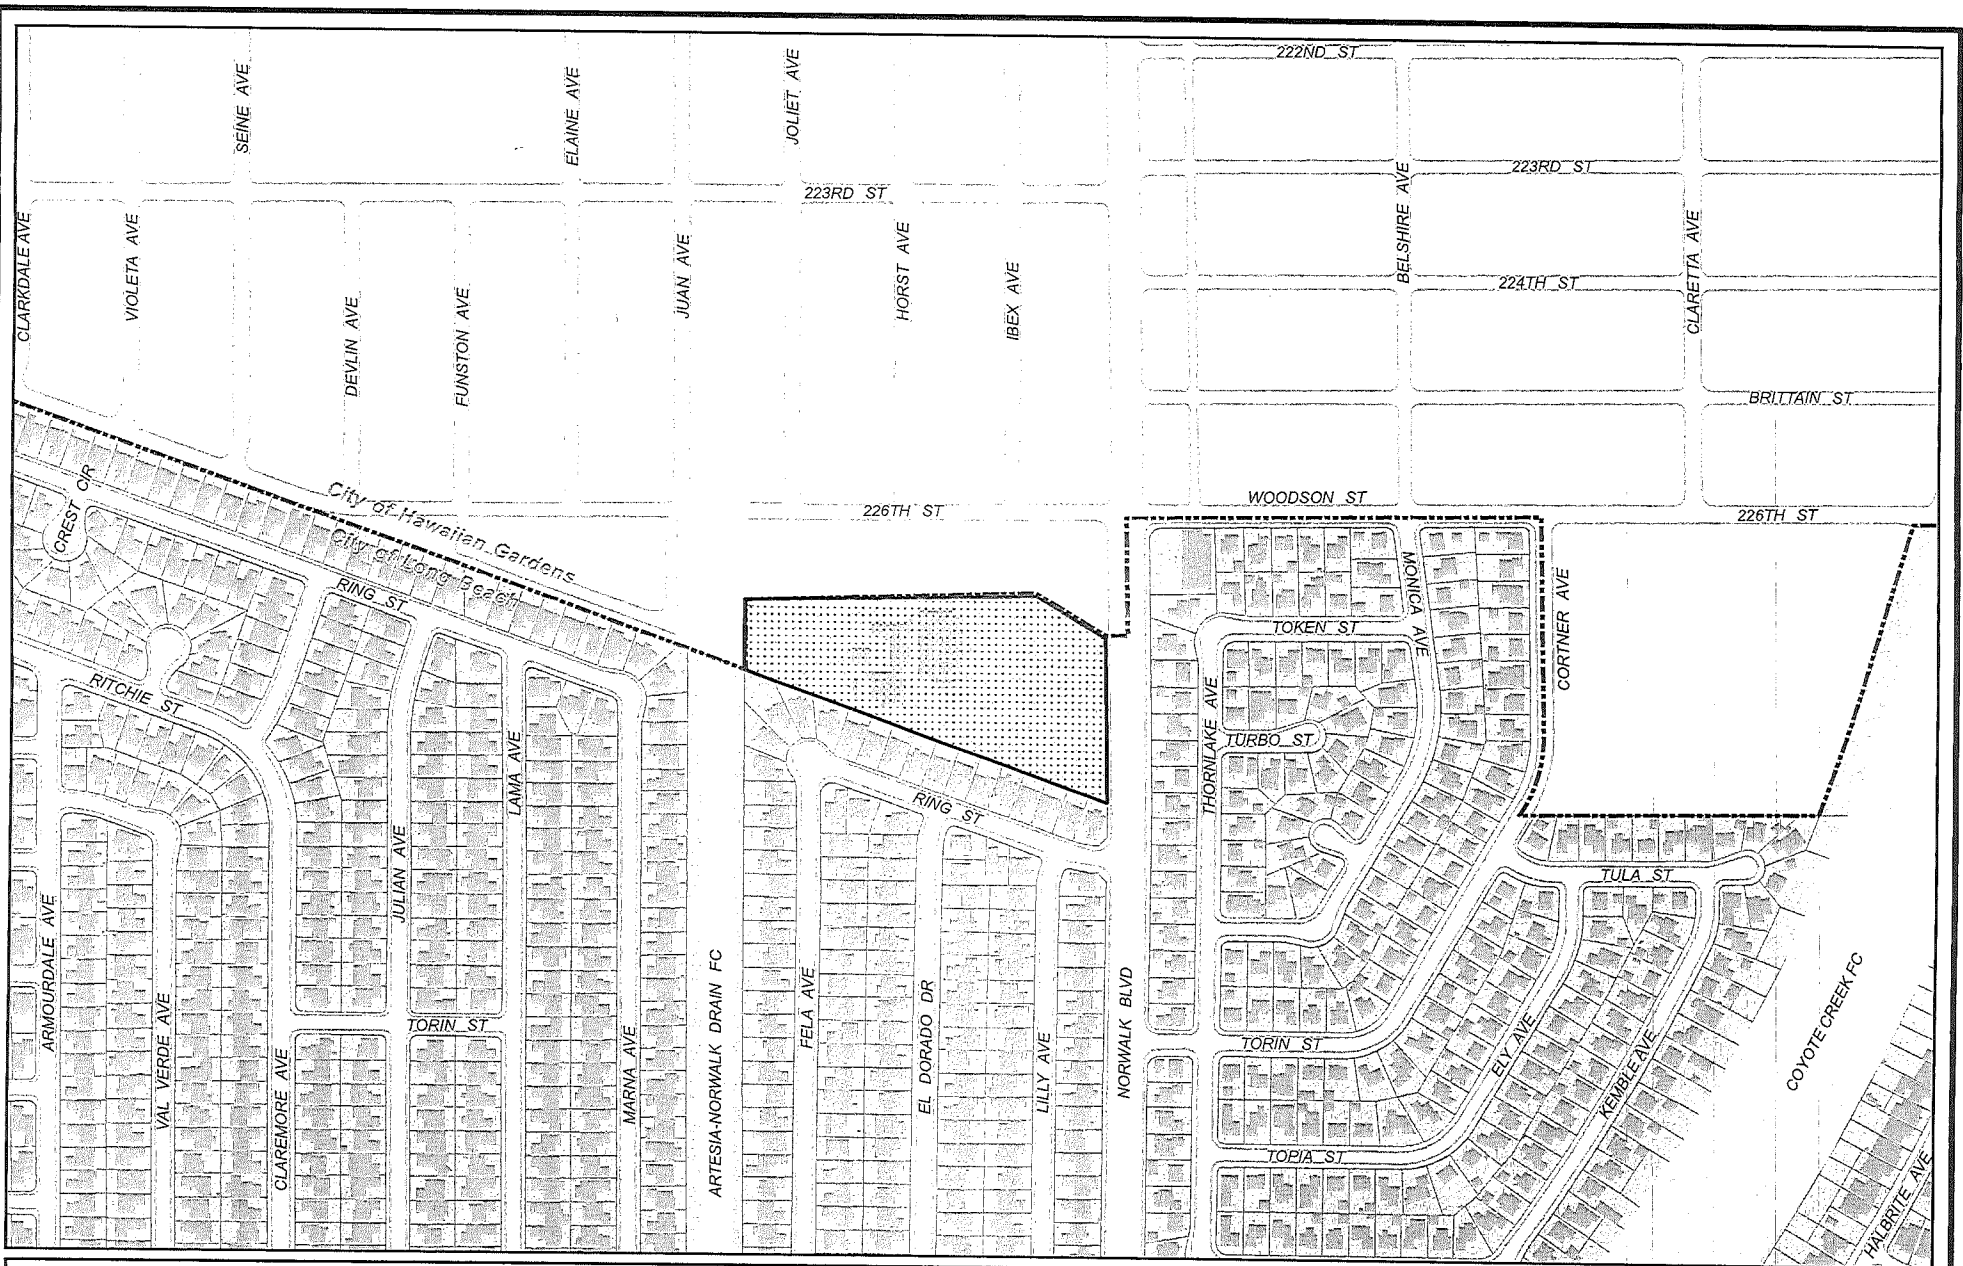 222ND ST
SEINE AVE
ELAINE AVE
JOLIET AVE
223RD ST
223RD ST
BELSHIRE AVE
CLARKDALE AVE
VIOLETA AVE
DEVLIN AVE
FUNSTON AVE
JUAN AVE
HORST AVE
IBEX AVE
224TH ST
CLARETTA AVE
BRITTAIN ST
City of Hawaiian Gardens
City of Long Beach
WOODSON ST
226TH ST
226TH ST
CREST CIR
RING ST
MONICA AVE
TOKEN ST
CORTNER AVE
RITCHIE ST
THORNLAKE AVE
TURBO ST
LAMA AVE
RING ST
JULIAN AVE
TULA ST
ARMOURDALE AVE
VAL VERDE AVE
CLAREMORE AVE
TORIN ST
MARNA AVE
ARTESIA-NORWALK DRAIN FC
FELA AVE
EL DORADO DR
LILLY AVE
NORWALK BLVD
TORIN ST
ELY AVE
KEMBLE AVE
COYOTE CREEK FC
TOPIA ST
HALBRITE AVE